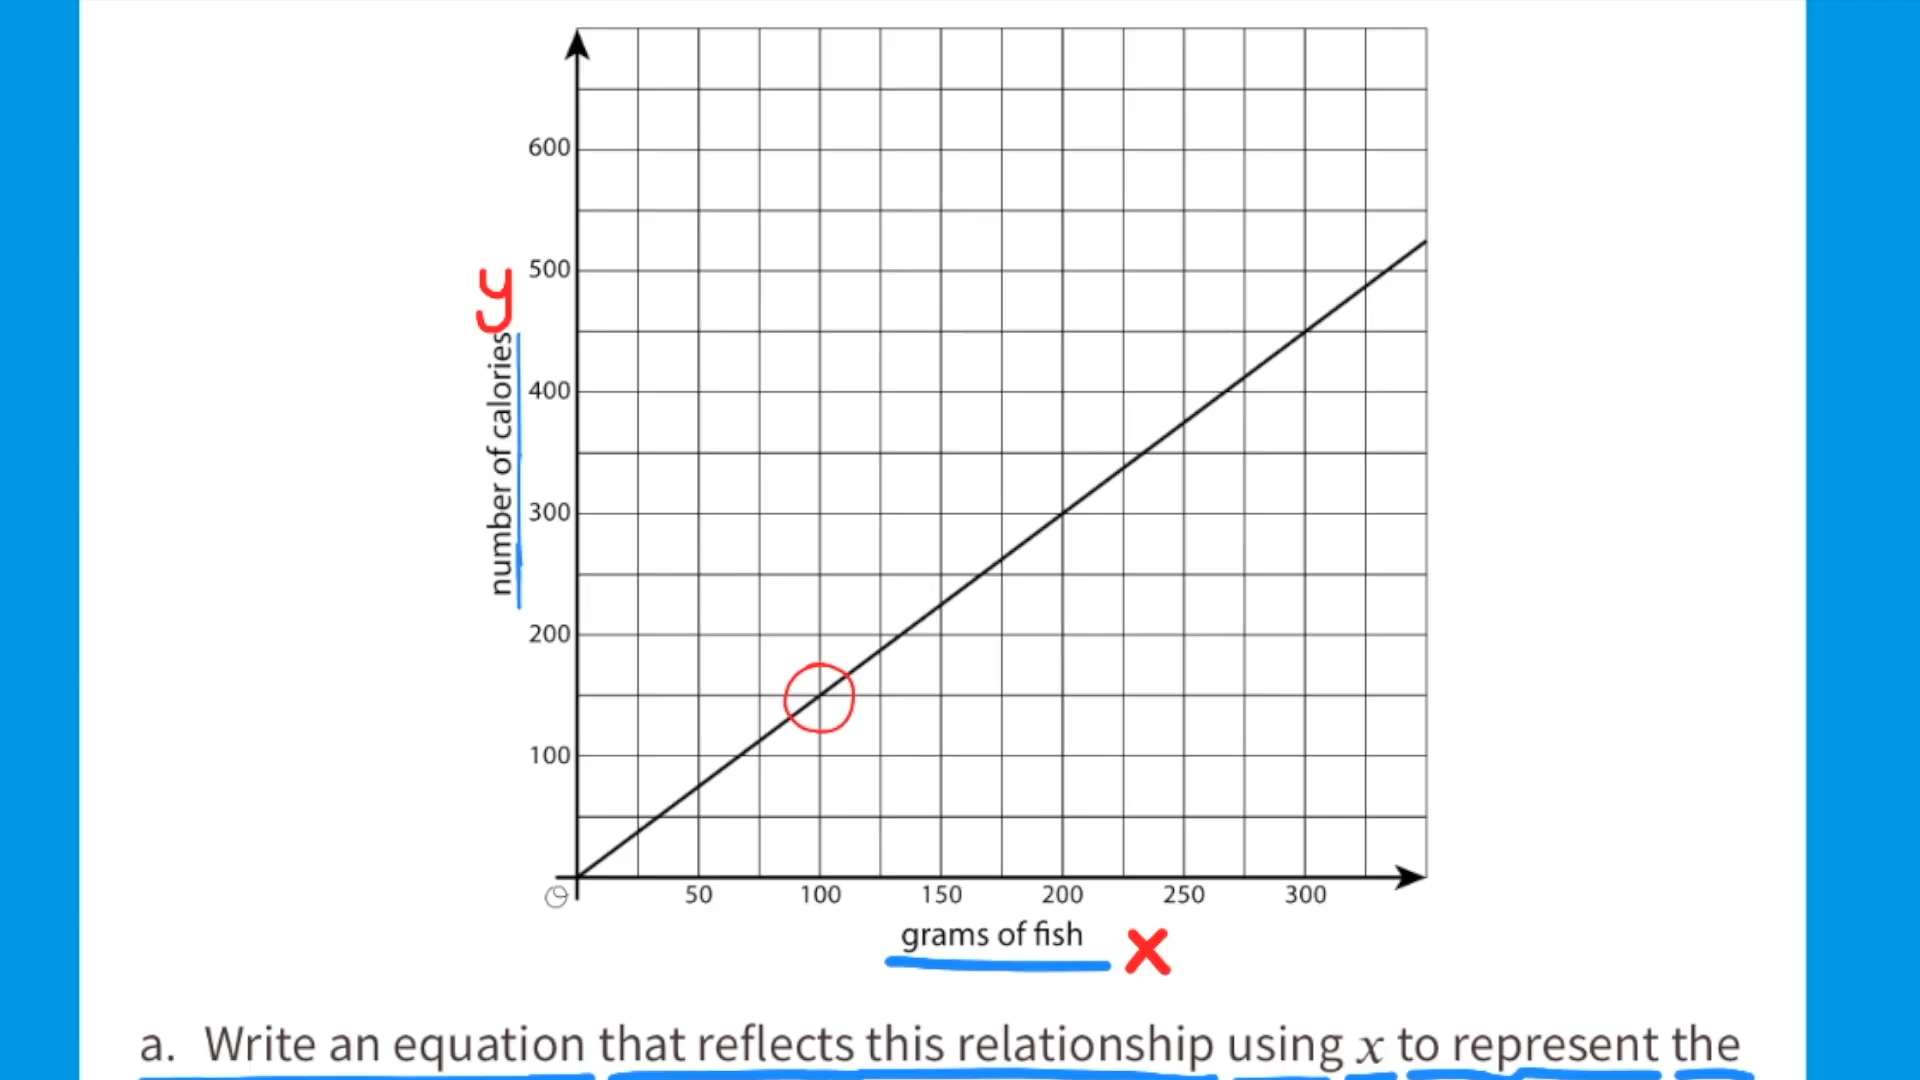 600
500
y
number of calories
400
300
200
100
50 100 150 200 250 300
grams of fish x
a. Write an equation that reflects this relationship using x to represent the